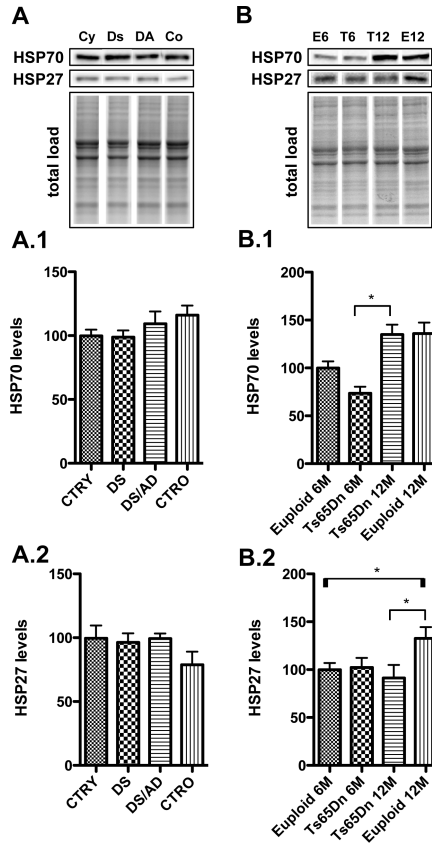 A
Cy Ds DA Co
HSP70
HSP27
total load
B
E6 T6 T12 E12
HSP70
HSP27
total load
A.1
HSP70 levels
150
100
50
0
CTRY
DS
DS/AD
CTRO
B.1
HSP70 levels
200
150
100
50
0
*
Euploid 6M
Ts65Dn 6M
Ts65Dn 12M
Euploid 12M
A.2
HSP27 levels
150
100
50
0
CTRY
DS
DS/AD
CTRO
B.2
HSP27 levels
200
150
100
50
0
*
*
Euploid 6M
Ts65Dn 6M
Ts65Dn 12M
Euploid 12M